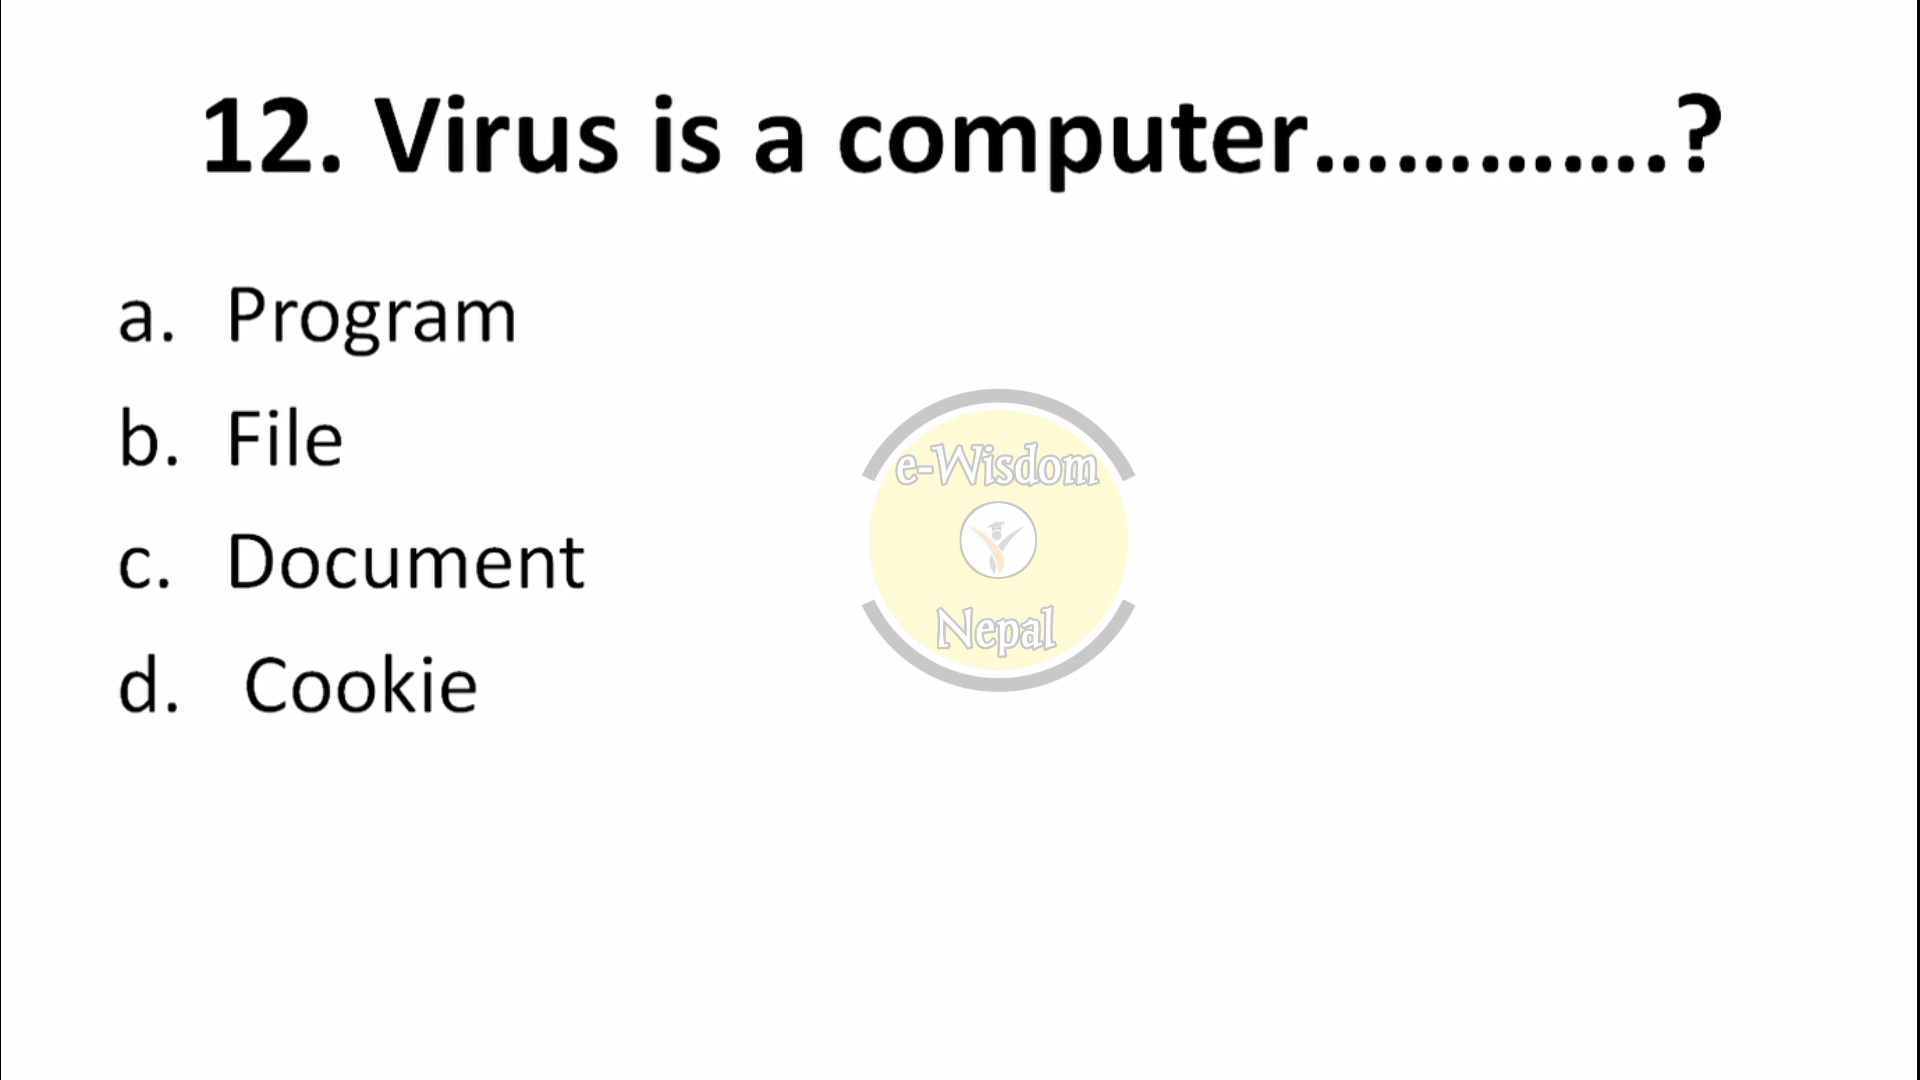 12. Virus is a computer………….?
a. Program
b. File
c. Document
d. Cookie
e-Wisdom
Nepal